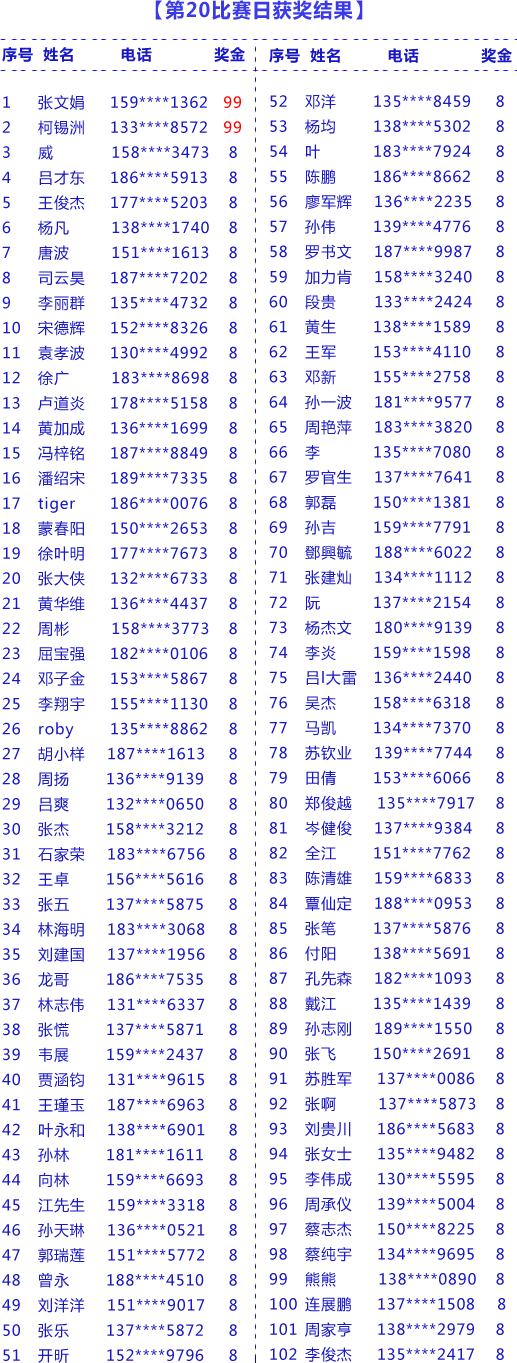 【第20比赛日获奖结果】
序号 姓名 电话 奖金
1 张文娟 159****1362 99
2 柯锡洲 133****8572 99
3 威 158****3473 8
4 吕才东 186****5913 8
5 王俊杰 177****5203 8
6 杨凡 138****1740 8
7 唐波 151****1613 8
8 司云昊 187****7202 8
9 李丽群 135****4732 8
10 宋德辉 152****8326 8
11 袁孝波 130****4992 8
12 徐广 183****8698 8
13 卢道炎 178****5158 8
14 黄加成 136****1699 8
15 冯梓铭 187****8849 8
16 潘绍宋 189****7335 8
17 tiger 186****0076 8
18 蒙春阳 150****2653 8
19 徐叶明 177****7673 8
20 张大侠 132****6733 8
21 黄华维 136****4437 8
22 周彬 158****3773 8
23 屈宝强 182****0106 8
24 邓子金 153****5867 8
25 李翔宇 155****1130 8
26 roby 135****8862 8
27 胡小样 187****1613 8
28 周扬 136****9139 8
29 吕爽 132****0650 8
30 张杰 158****3212 8
31 石家荣 183****6756 8
32 王卓 156****5616 8
33 张五 137****5875 8
34 林海明 183****3068 8
35 刘建国 137****1956 8
36 龙哥 186****7535 8
37 林志伟 131****6337 8
38 张慌 137****5871 8
39 韦展 159****2437 8
40 贾涵钧 131****9615 8
41 王瑾玉 187****6963 8
42 叶永和 138****6901 8
43 孙林 181****1611 8
44 向林 159****6693 8
45 江先生 159****3318 8
46 孙天琳 136****0521 8
47 郭瑞莲 151****5772 8
48 曾永 188****4510 8
49 刘洋洋 151****9017 8
50 张乐 137****5872 8
51 开昕 152****9796 8
序号 姓名 电话 奖金
52 邓洋 135****8459 8
53 杨均 138****5302 8
54 叶 183****7924 8
55 陈鹏 186****8662 8
56 廖军辉 136****2235 8
57 孙伟 139****4776 8
58 罗书文 187****9987 8
59 加力肯 158****3240 8
60 段贵 133****2424 8
61 黄生 138****1589 8
62 王军 153****4110 8
63 邓新 155****2758 8
64 孙一波 181****9577 8
65 周艳萍 183****3820 8
66 李 135****7080 8
67 罗官生 137****7641 8
68 郭磊 150****1381 8
69 孙吉 159****7791 8
70 鄧興毓 188****6022 8
71 张建灿 134****1112 8
72 阮 137****2154 8
73 杨杰文 180****9139 8
74 李炎 159****1598 8
75 吕l大雷 136****2440 8
76 吴杰 158****6318 8
77 马凯 134****7370 8
78 苏钦业 139****7744 8
79 田倩 153****6066 8
80 郑俊越 135****7917 8
81 岑健俊 137****9384 8
82 全江 151****7762 8
83 陈清雄 159****6833 8
84 覃仙定 188****0953 8
85 张笔 137****5876 8
86 付阳 138****5691 8
87 孔先森 182****1093 8
88 戴江 135****1439 8
89 孙志刚 189****1550 8
90 张飞 150****2691 8
91 苏胜军 137****0086 8
92 张啊 137****5873 8
93 刘贵川 186****5683 8
94 张女士 135****9482 8
95 李伟成 130****5595 8
96 周承仪 139****5004 8
97 蔡志杰 150****8225 8
98 蔡纯宇 134****9695 8
99 熊熊 138****0890 8
100 连展鹏 137****1508 8
101 周家亨 138****2979 8
102 李俊杰 135****2417 8